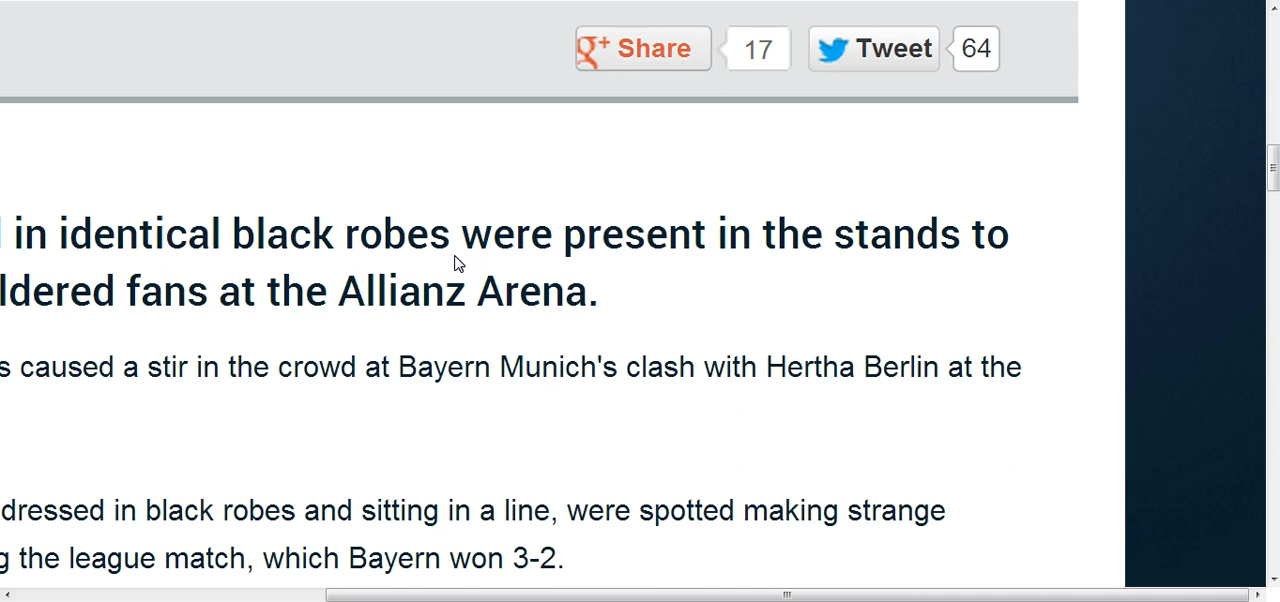 g+ Share 17 Tweet 64
in identical black robes were present in the stands to
fans at the Allianz Arena.
caused a stir in the crowd at Bayern Munich's clash with Hertha Berlin at the
dressed in black robes and sitting in a line, were spotted making strange
the league match, which Bayern won 3-2.